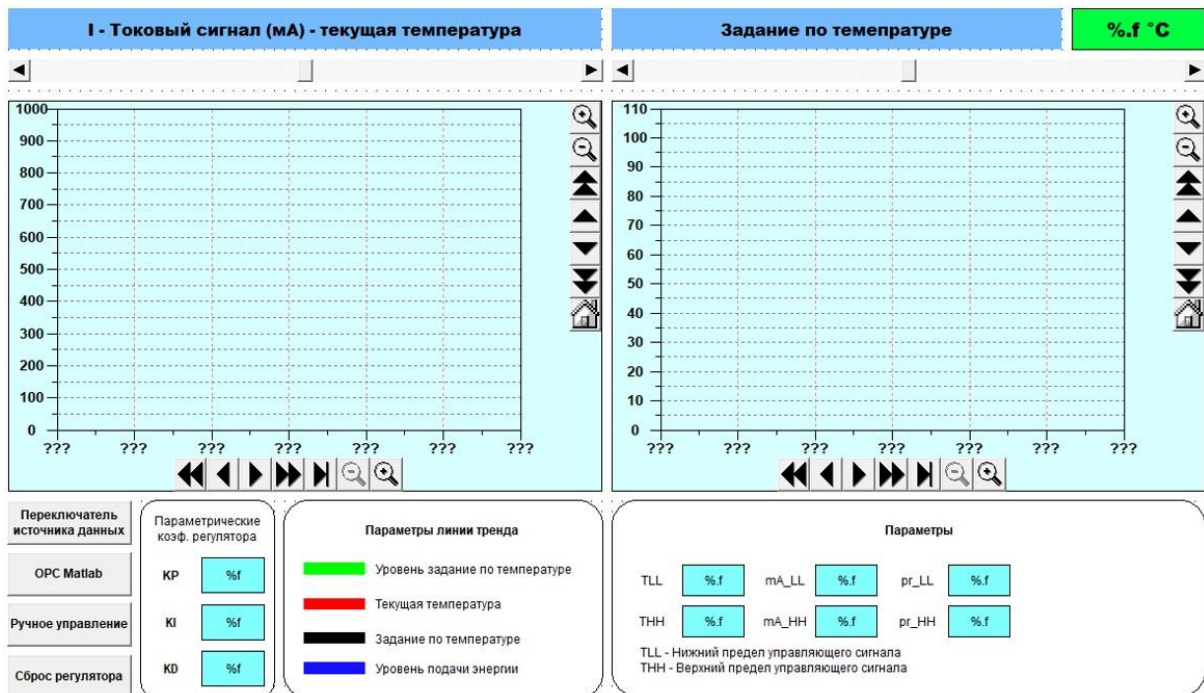 I - Токовый сигнал (мА) - текущая температура
Задание по темепратуре
%.f °C
1000
900
800
700
600
500
400
300
200
100
0
??? ??? ??? ??? ??? ??? ???
110
100
90
80
70
60
50
40
30
20
10
0
??? ??? ??? ??? ??? ??? ???
Переключатель
источника данных
OPC Matlab
Ручное управление
Сброс регулятора
Параметрические
коэф. регулятора
KP %f
KI %f
KD %f
Параметры линии тренда
Уровень задание по температуре
Текущая температура
Задание по температуре
Уровень подачи энергии
Параметры
TLL %.f mA_LL %.f pr_LL %.f
THH %.f mA_HH %.f pr_HH %.f
TLL - Нижний предел управляющего сигнала
THH - Верхний предел управляющего сигнала